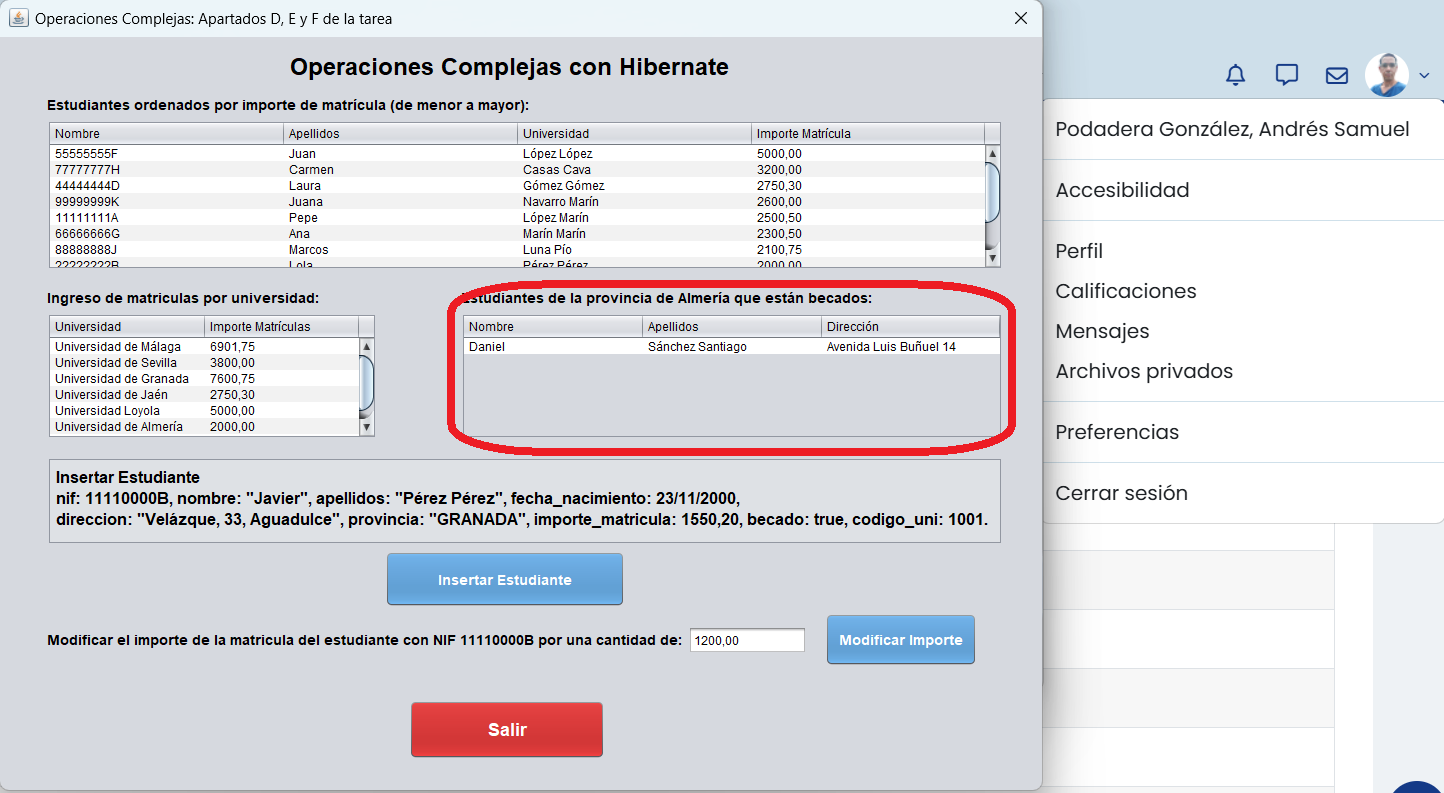 Operaciones Complejas: Apartados D, E y F de la tarea
Operaciones Complejas con Hibernate
Estudiantes ordenados por importe de matrícula (de menor a mayor):
Nombre Apellidos Universidad Importe Matrícula
55555555F Juan López López 5000,00
77777777H Carmen Casas Cava 3200,00
44444444D Laura Gómez Gómez 2750,30
99999999K Juana Navarro Marín 2600,00
11111111A Pepe López Marín 2500,50
66666666G Ana Marín Marín 2300,50
88888888J Marcos Luna Pío 2100,75
22222222B Lola Pérez Pérez 2000,00
Ingreso de matriculas por universidad:
Universidad Importe Matrículas
Universidad de Málaga 6901,75
Universidad de Sevilla 3800,00
Universidad de Granada 7600,75
Universidad de Jaén 2750,30
Universidad Loyola 5000,00
Universidad de Almería 2000,00
Estudiantes de la provincia de Almería que están becados:
Nombre Apellidos Dirección
Daniel Sánchez Santiago Avenida Luis Buñuel 14
Insertar Estudiante
nif: 11110000B, nombre: "Javier", apellidos: "Pérez Pérez", fecha_nacimiento: 23/11/2000,
direccion: "Velázque, 33, Aguadulce", provincia: "GRANADA", importe_matricula: 1550,20, becado: true, codigo_uni: 1001.
Insertar Estudiante
Modificar el importe de la matricula del estudiante con NIF 11110000B por una cantidad de: 1200,00 Modificar Importe
Salir
Podadera González, Andrés Samuel
Accesibilidad
Perfil
Calificaciones
Mensajes
Archivos privados
Preferencias
Cerrar sesión